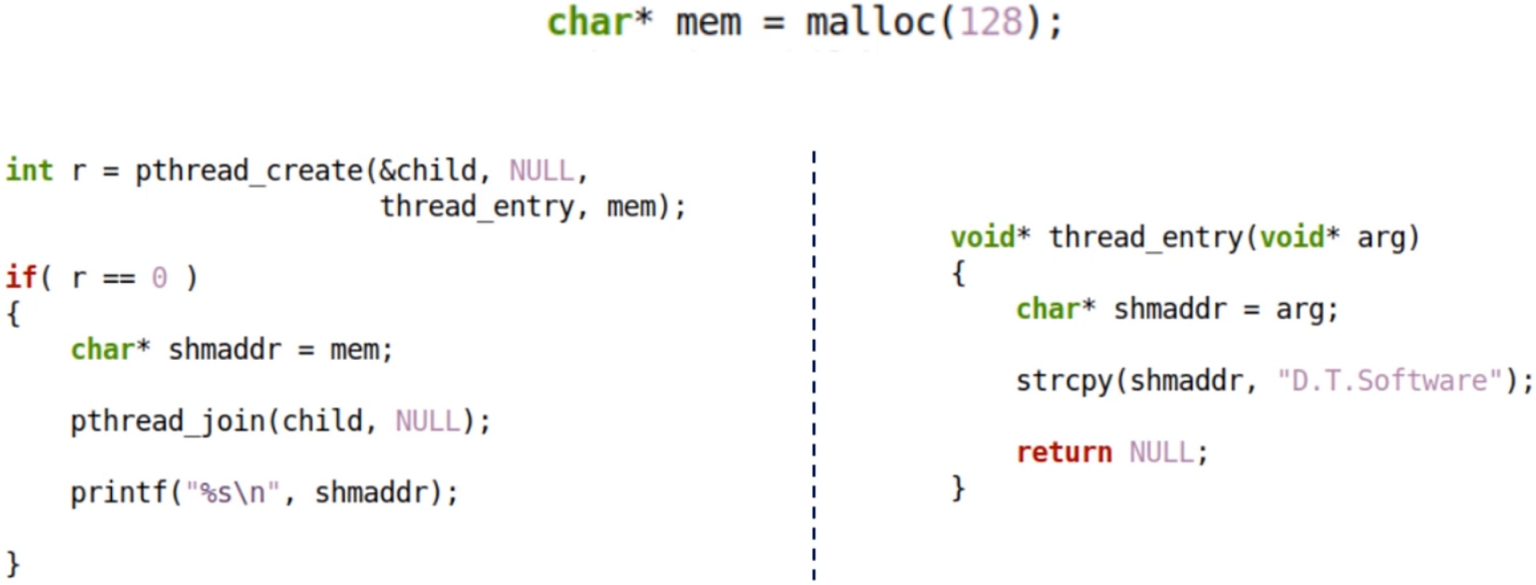 char* mem = malloc(128);
int r = pthread_create(&child, NULL,
                       thread_entry, mem);
if( r == 0 )
{
    char* shmaddr = mem;
    pthread_join(child, NULL);
    printf("%s\n", shmaddr);
}
void* thread_entry(void* arg)
{
    char* shmaddr = arg;
    strcpy(shmaddr, "D.T.Software");
    return NULL;
}